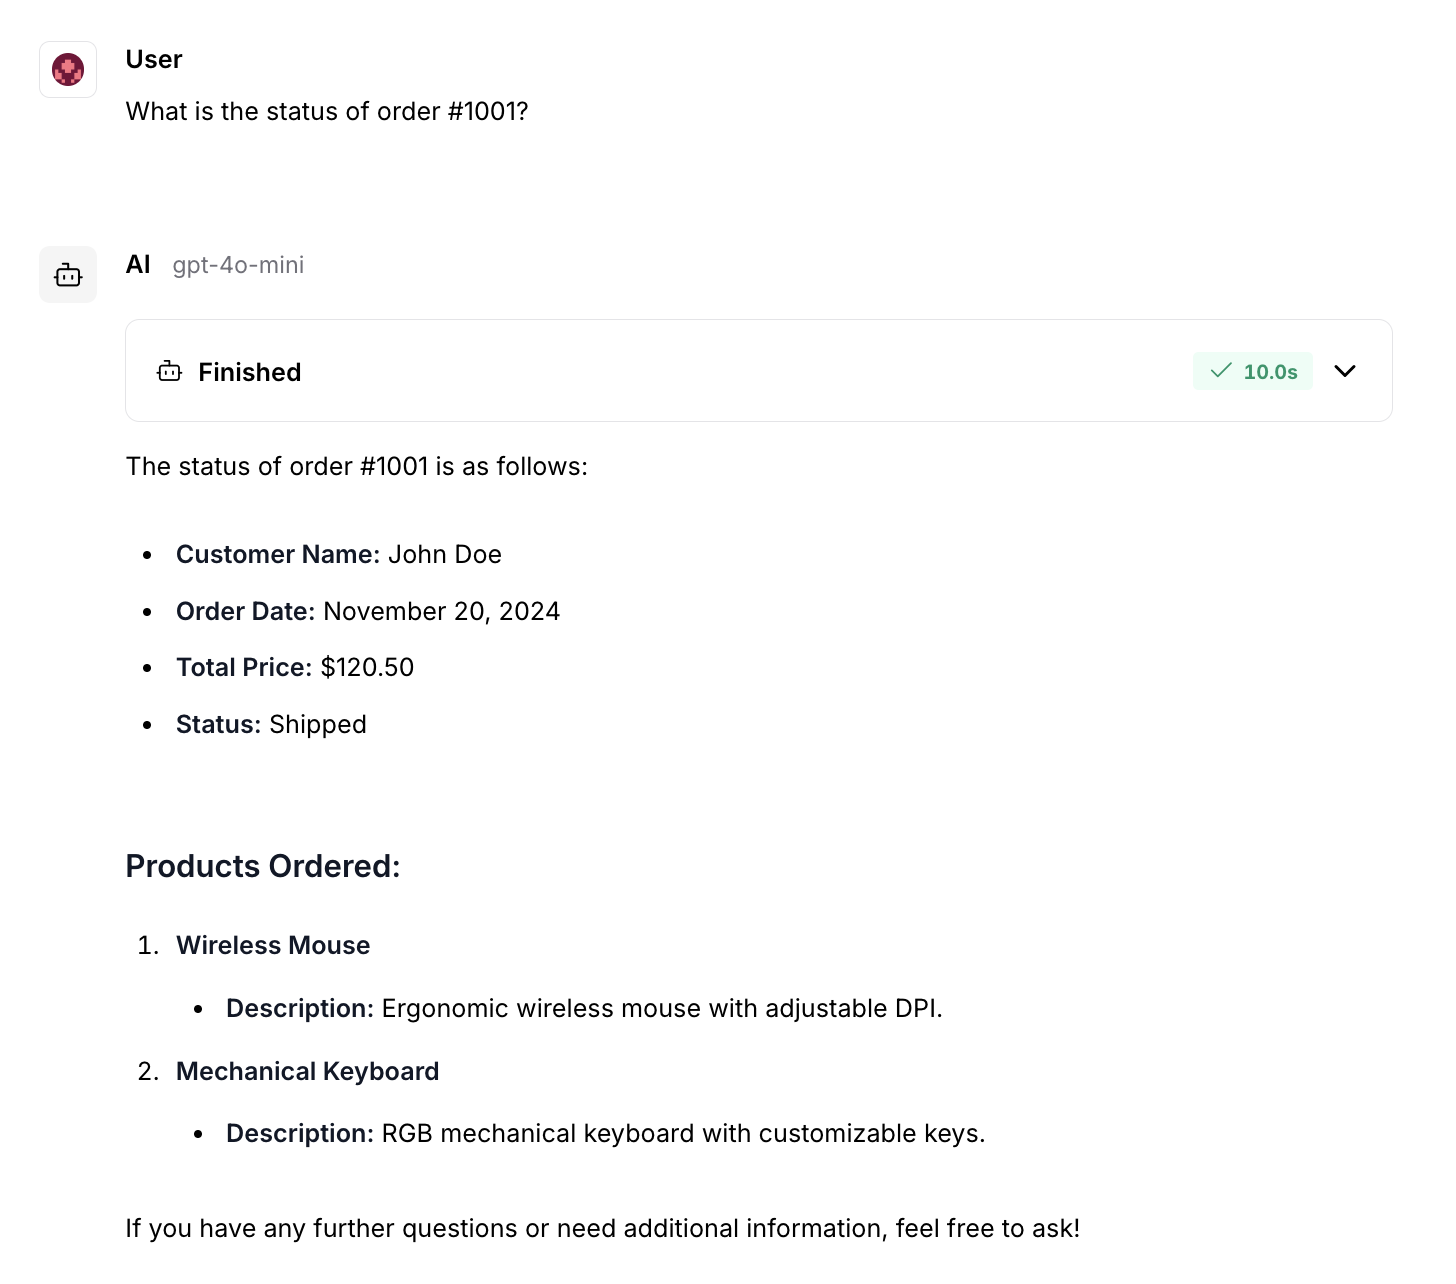 User
What is the status of order #1001?
AI gpt-4o-mini
Finished 10.0s
The status of order #1001 is as follows:
• Customer Name: John Doe
• Order Date: November 20, 2024
• Total Price: $120.50
• Status: Shipped
Products Ordered:
1. Wireless Mouse
• Description: Ergonomic wireless mouse with adjustable DPI.
2. Mechanical Keyboard
• Description: RGB mechanical keyboard with customizable keys.
If you have any further questions or need additional information, feel free to ask!